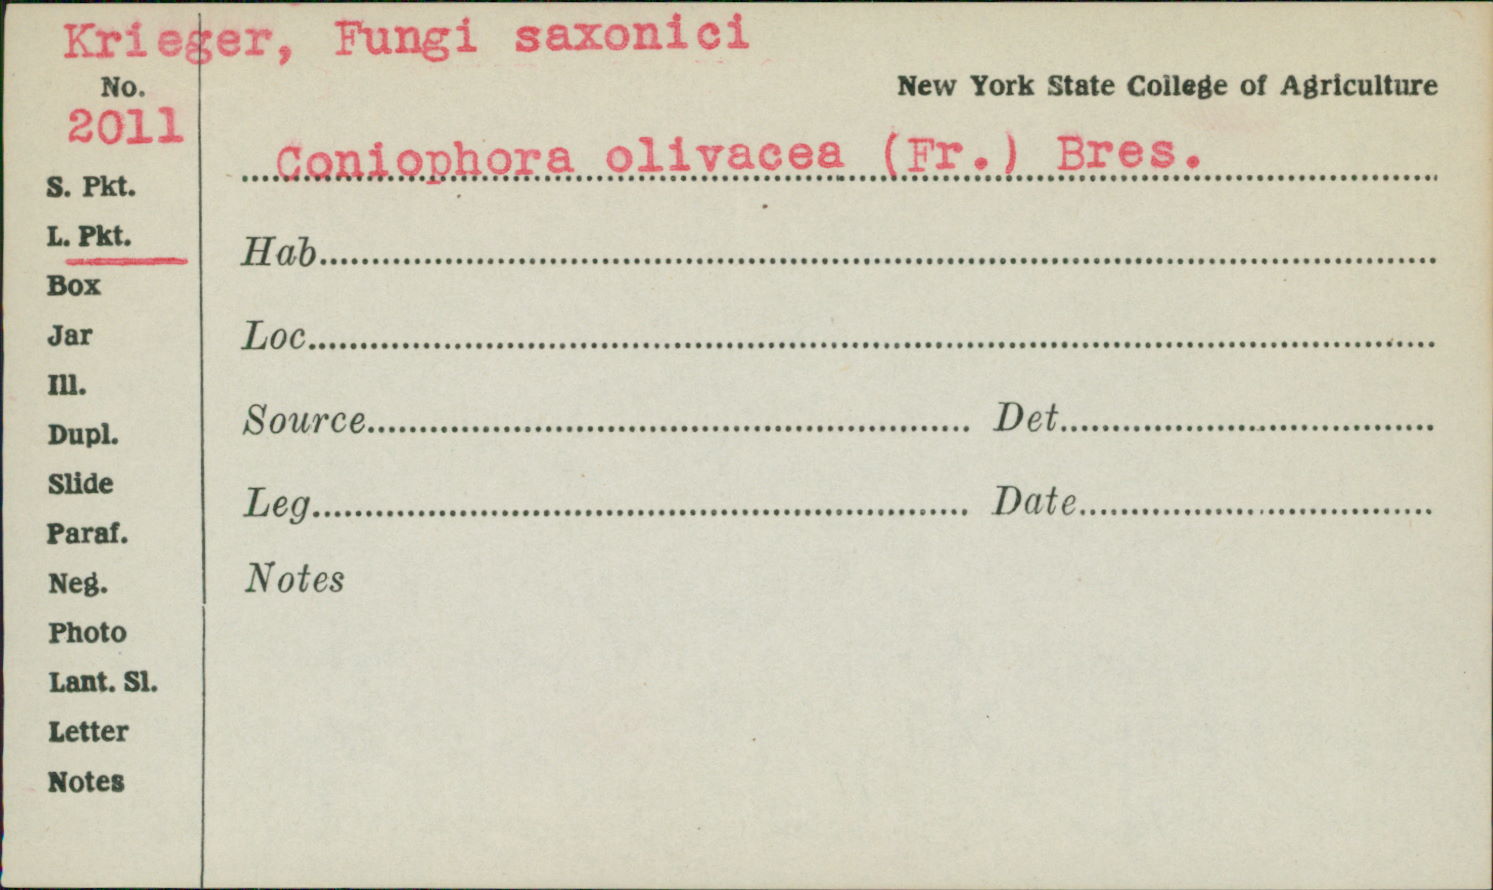 Krieger, Fungi saxonici
No.
2011
New York State College of Agriculture
Coniophora olivacea (Fr.) Bres.
S. Pkt.
L. Pkt.
Box
Jar
Ill.
Dupl.
Slide
Paraf.
Neg.
Photo
Lant. Sl.
Letter
Notes
Hab
Loc
Source Det
Leg Date
Notes